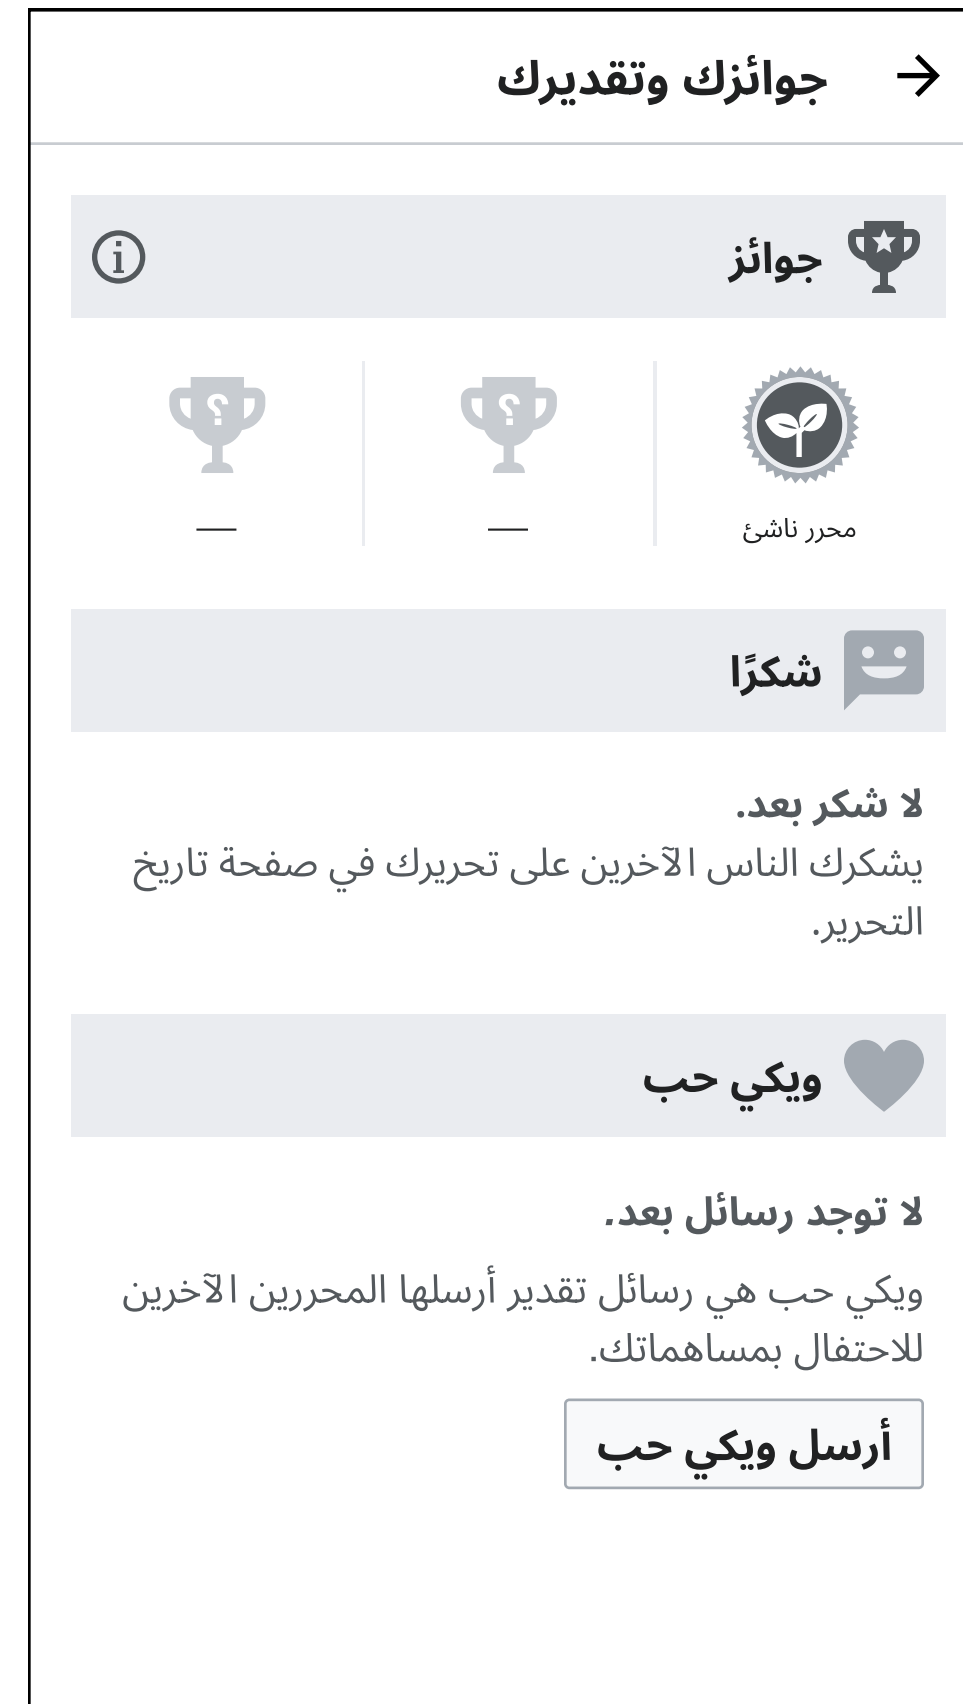 جوائزك وتقديرك
جوائز
محرر ناشئ
؟
—
؟
—
شكرًا
لا شكر بعد.
يشكرك الناس الآخرين على تحريرك في صفحة تاريخ
التحرير.
ويكي حب
لا توجد رسائل بعد.
ويكي حب هي رسائل تقدير أرسلها المحررين الآخرين
للاحتفال بمساهماتك.
أرسل ويكي حب